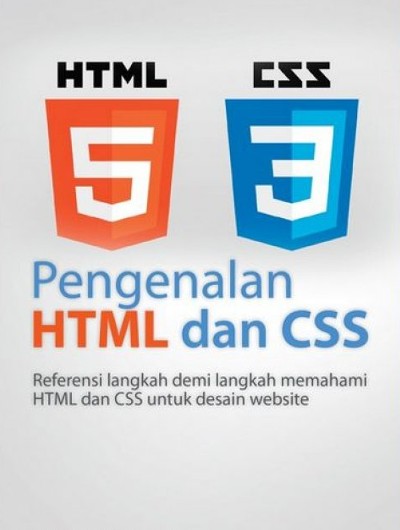 HTML CSS
5 3
Pengenalan
HTML dan CSS
Referensi langkah demi langkah memahami
HTML dan CSS untuk desain website